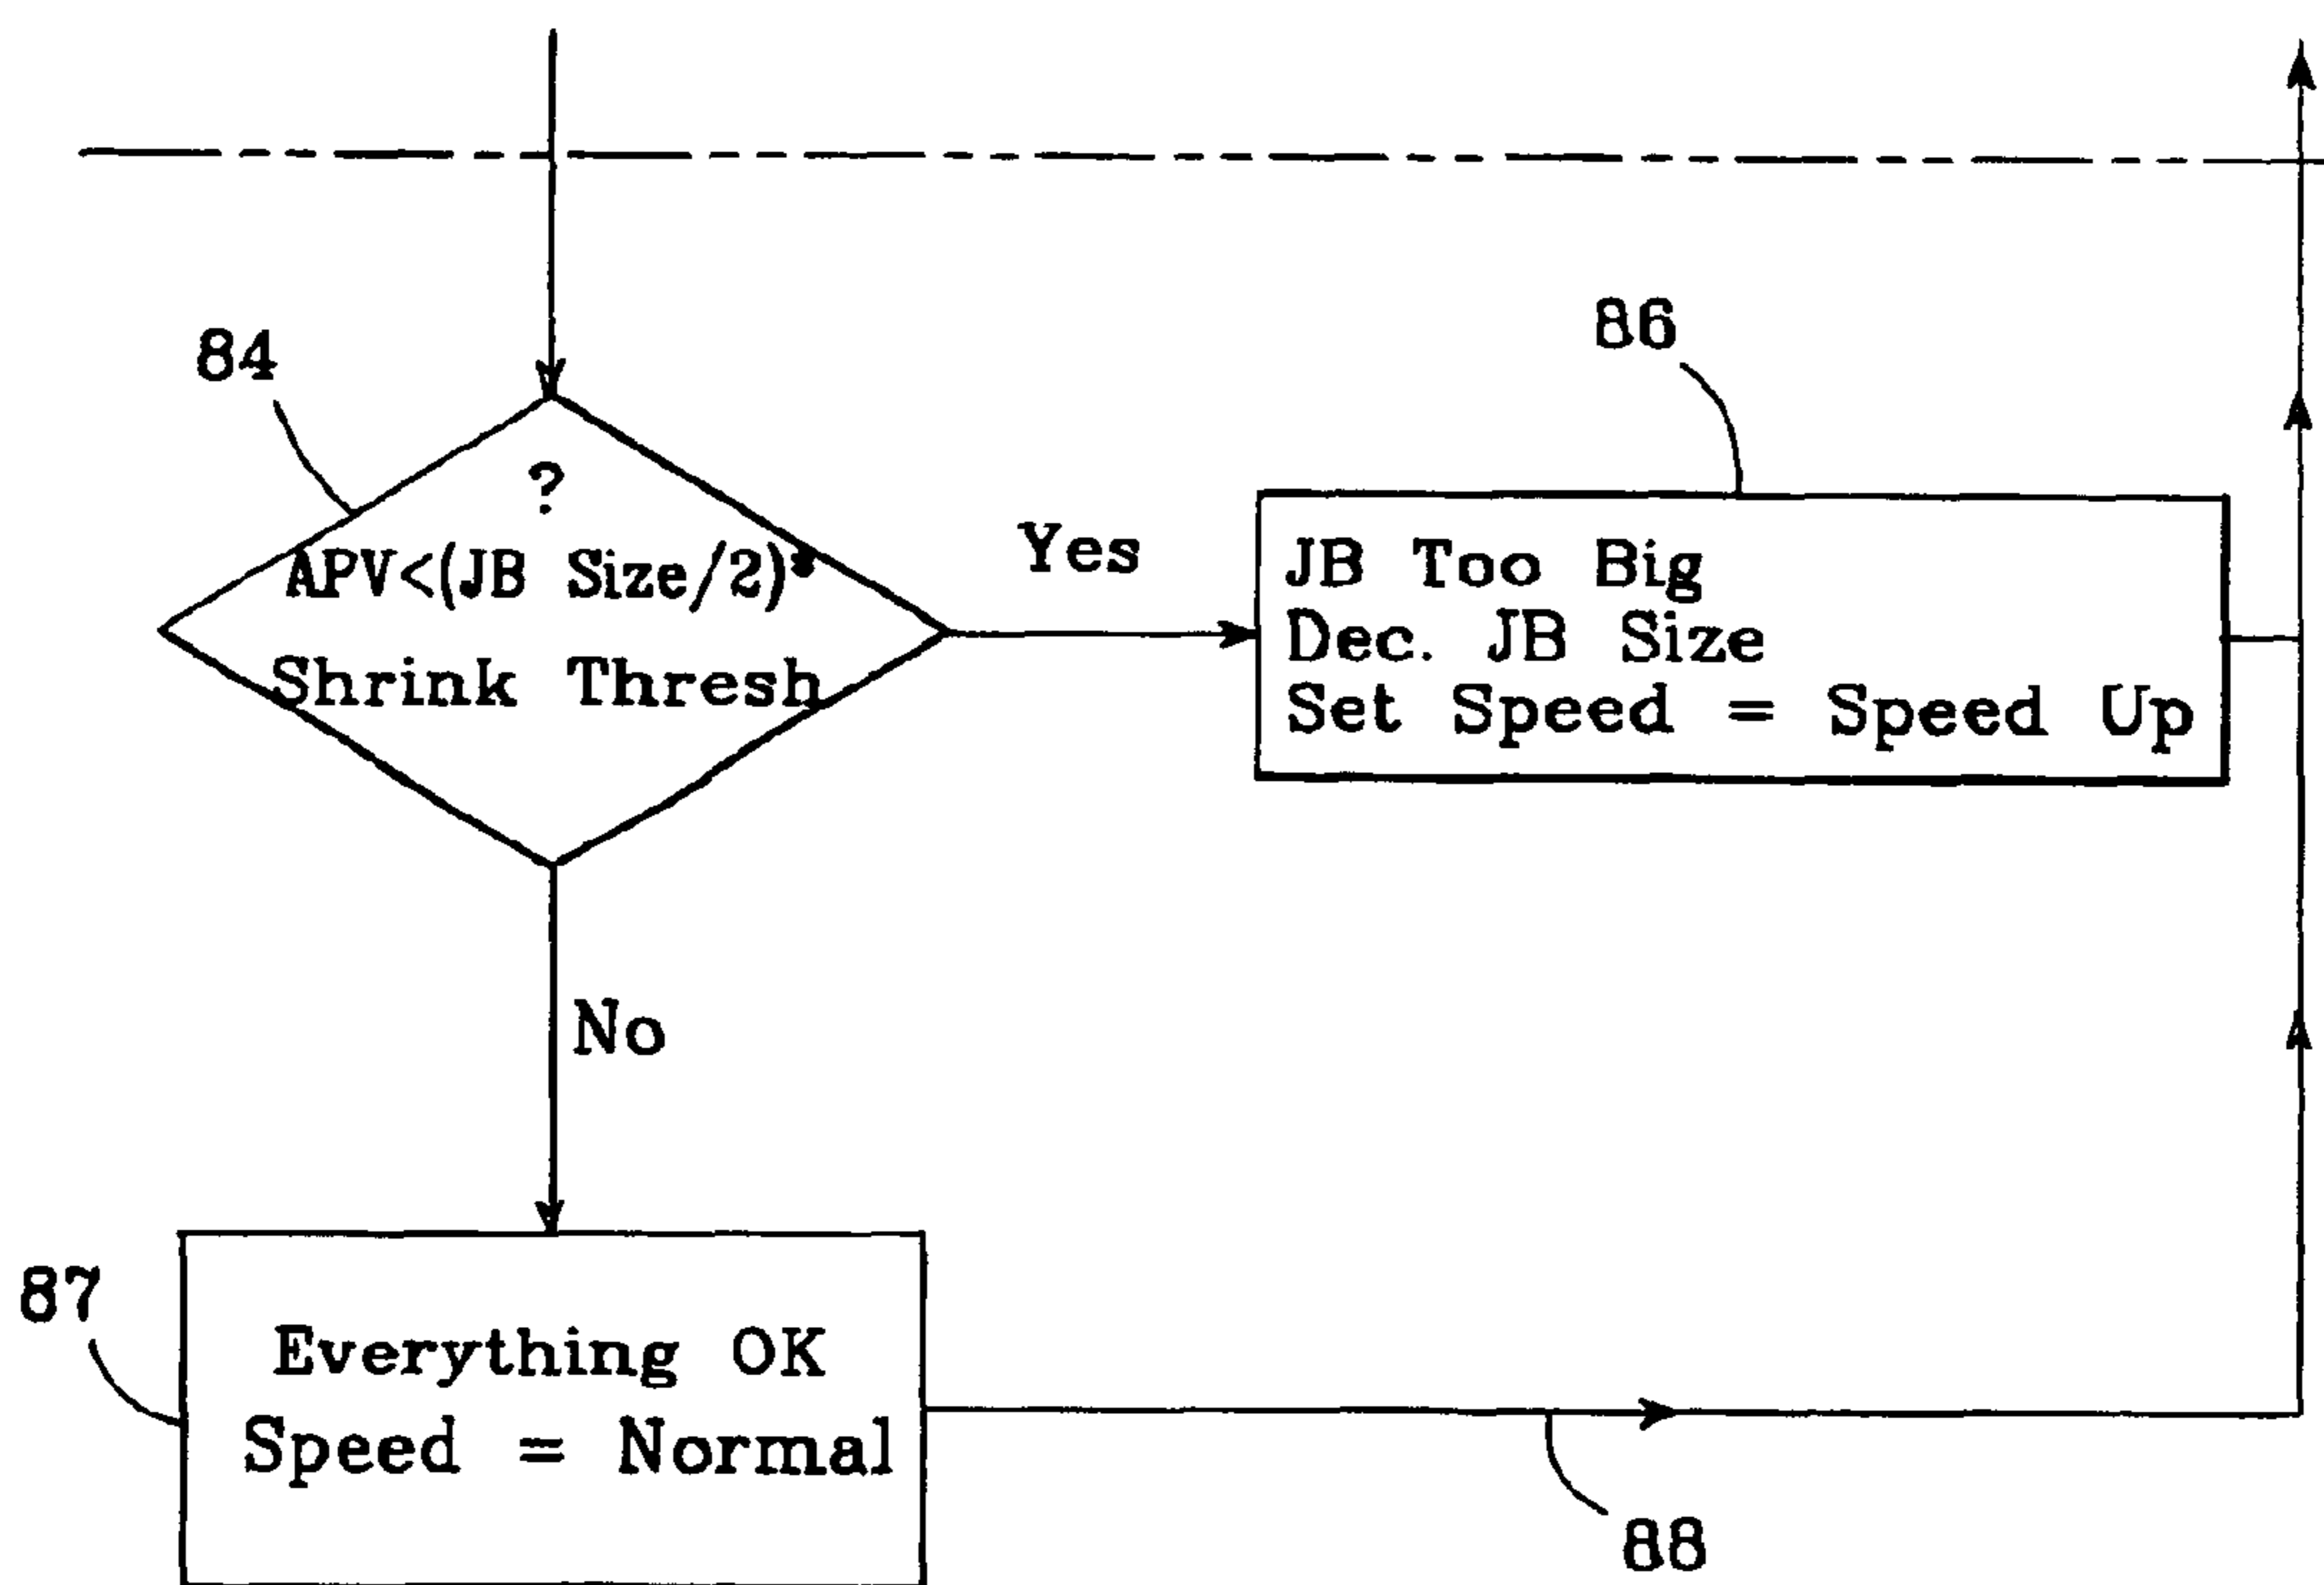 84
?
APV<(JB Size/2)*
Shrink Thresh
Yes
86
JB Too Big
Dec. JB Size
Set Speed = Speed Up
No
87
Everything OK
Speed = Normal
88